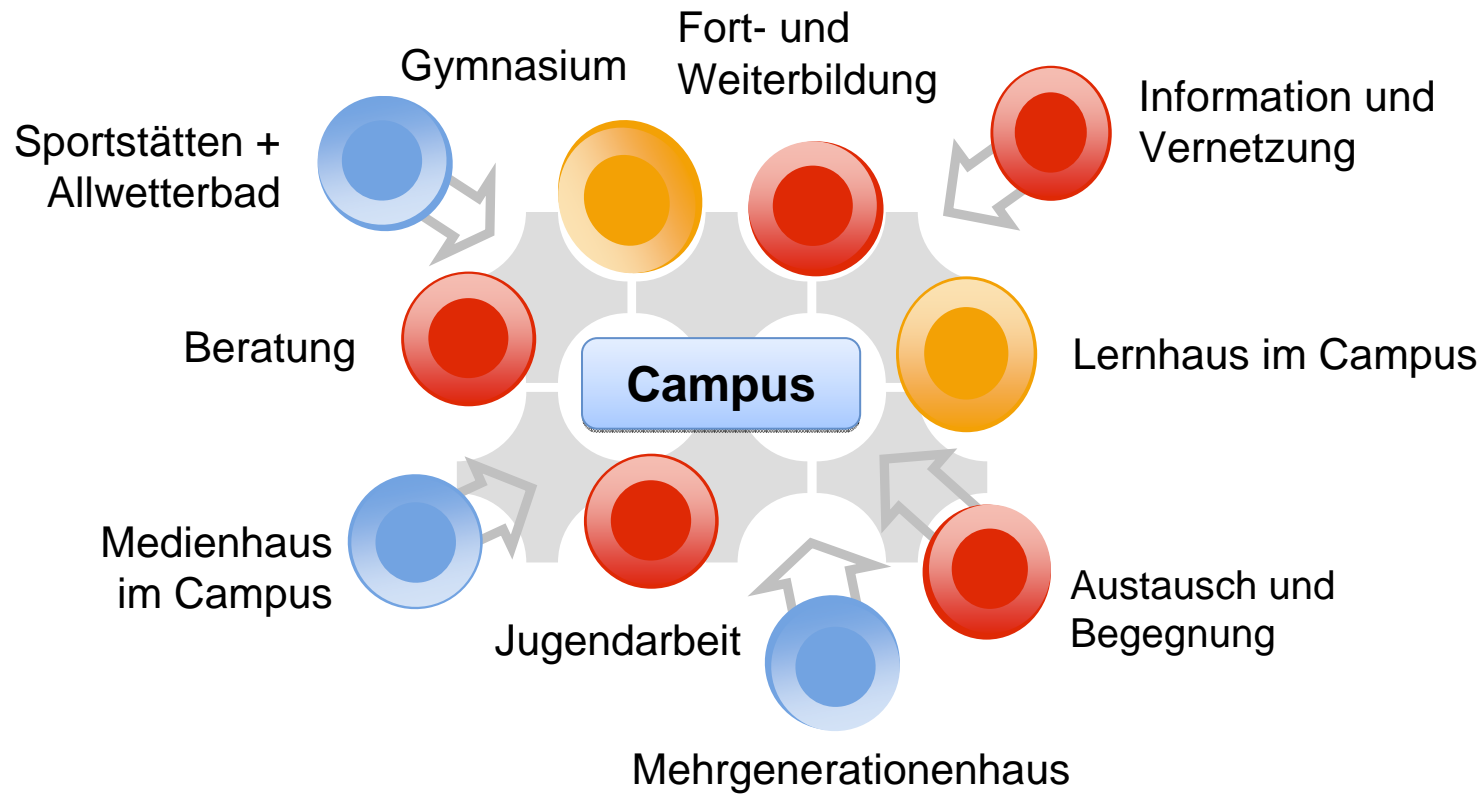 Fort- und
Weiterbildung
Gymnasium
Information und
Vernetzung
Sportstätten +
Allwetterbad
Beratung
Campus
Lernhaus im Campus
Medienhaus
im Campus
Jugendarbeit
Austausch und
Begegnung
Mehrgenerationenhaus